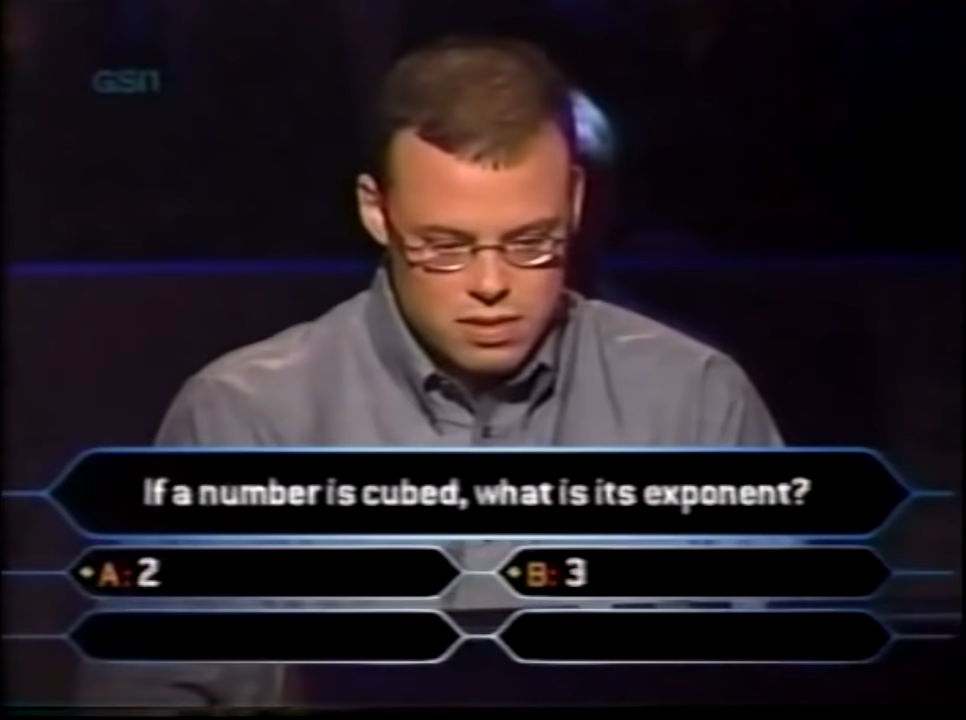 GSN
If a number is cubed, what is its exponent?
A: 2
B: 3